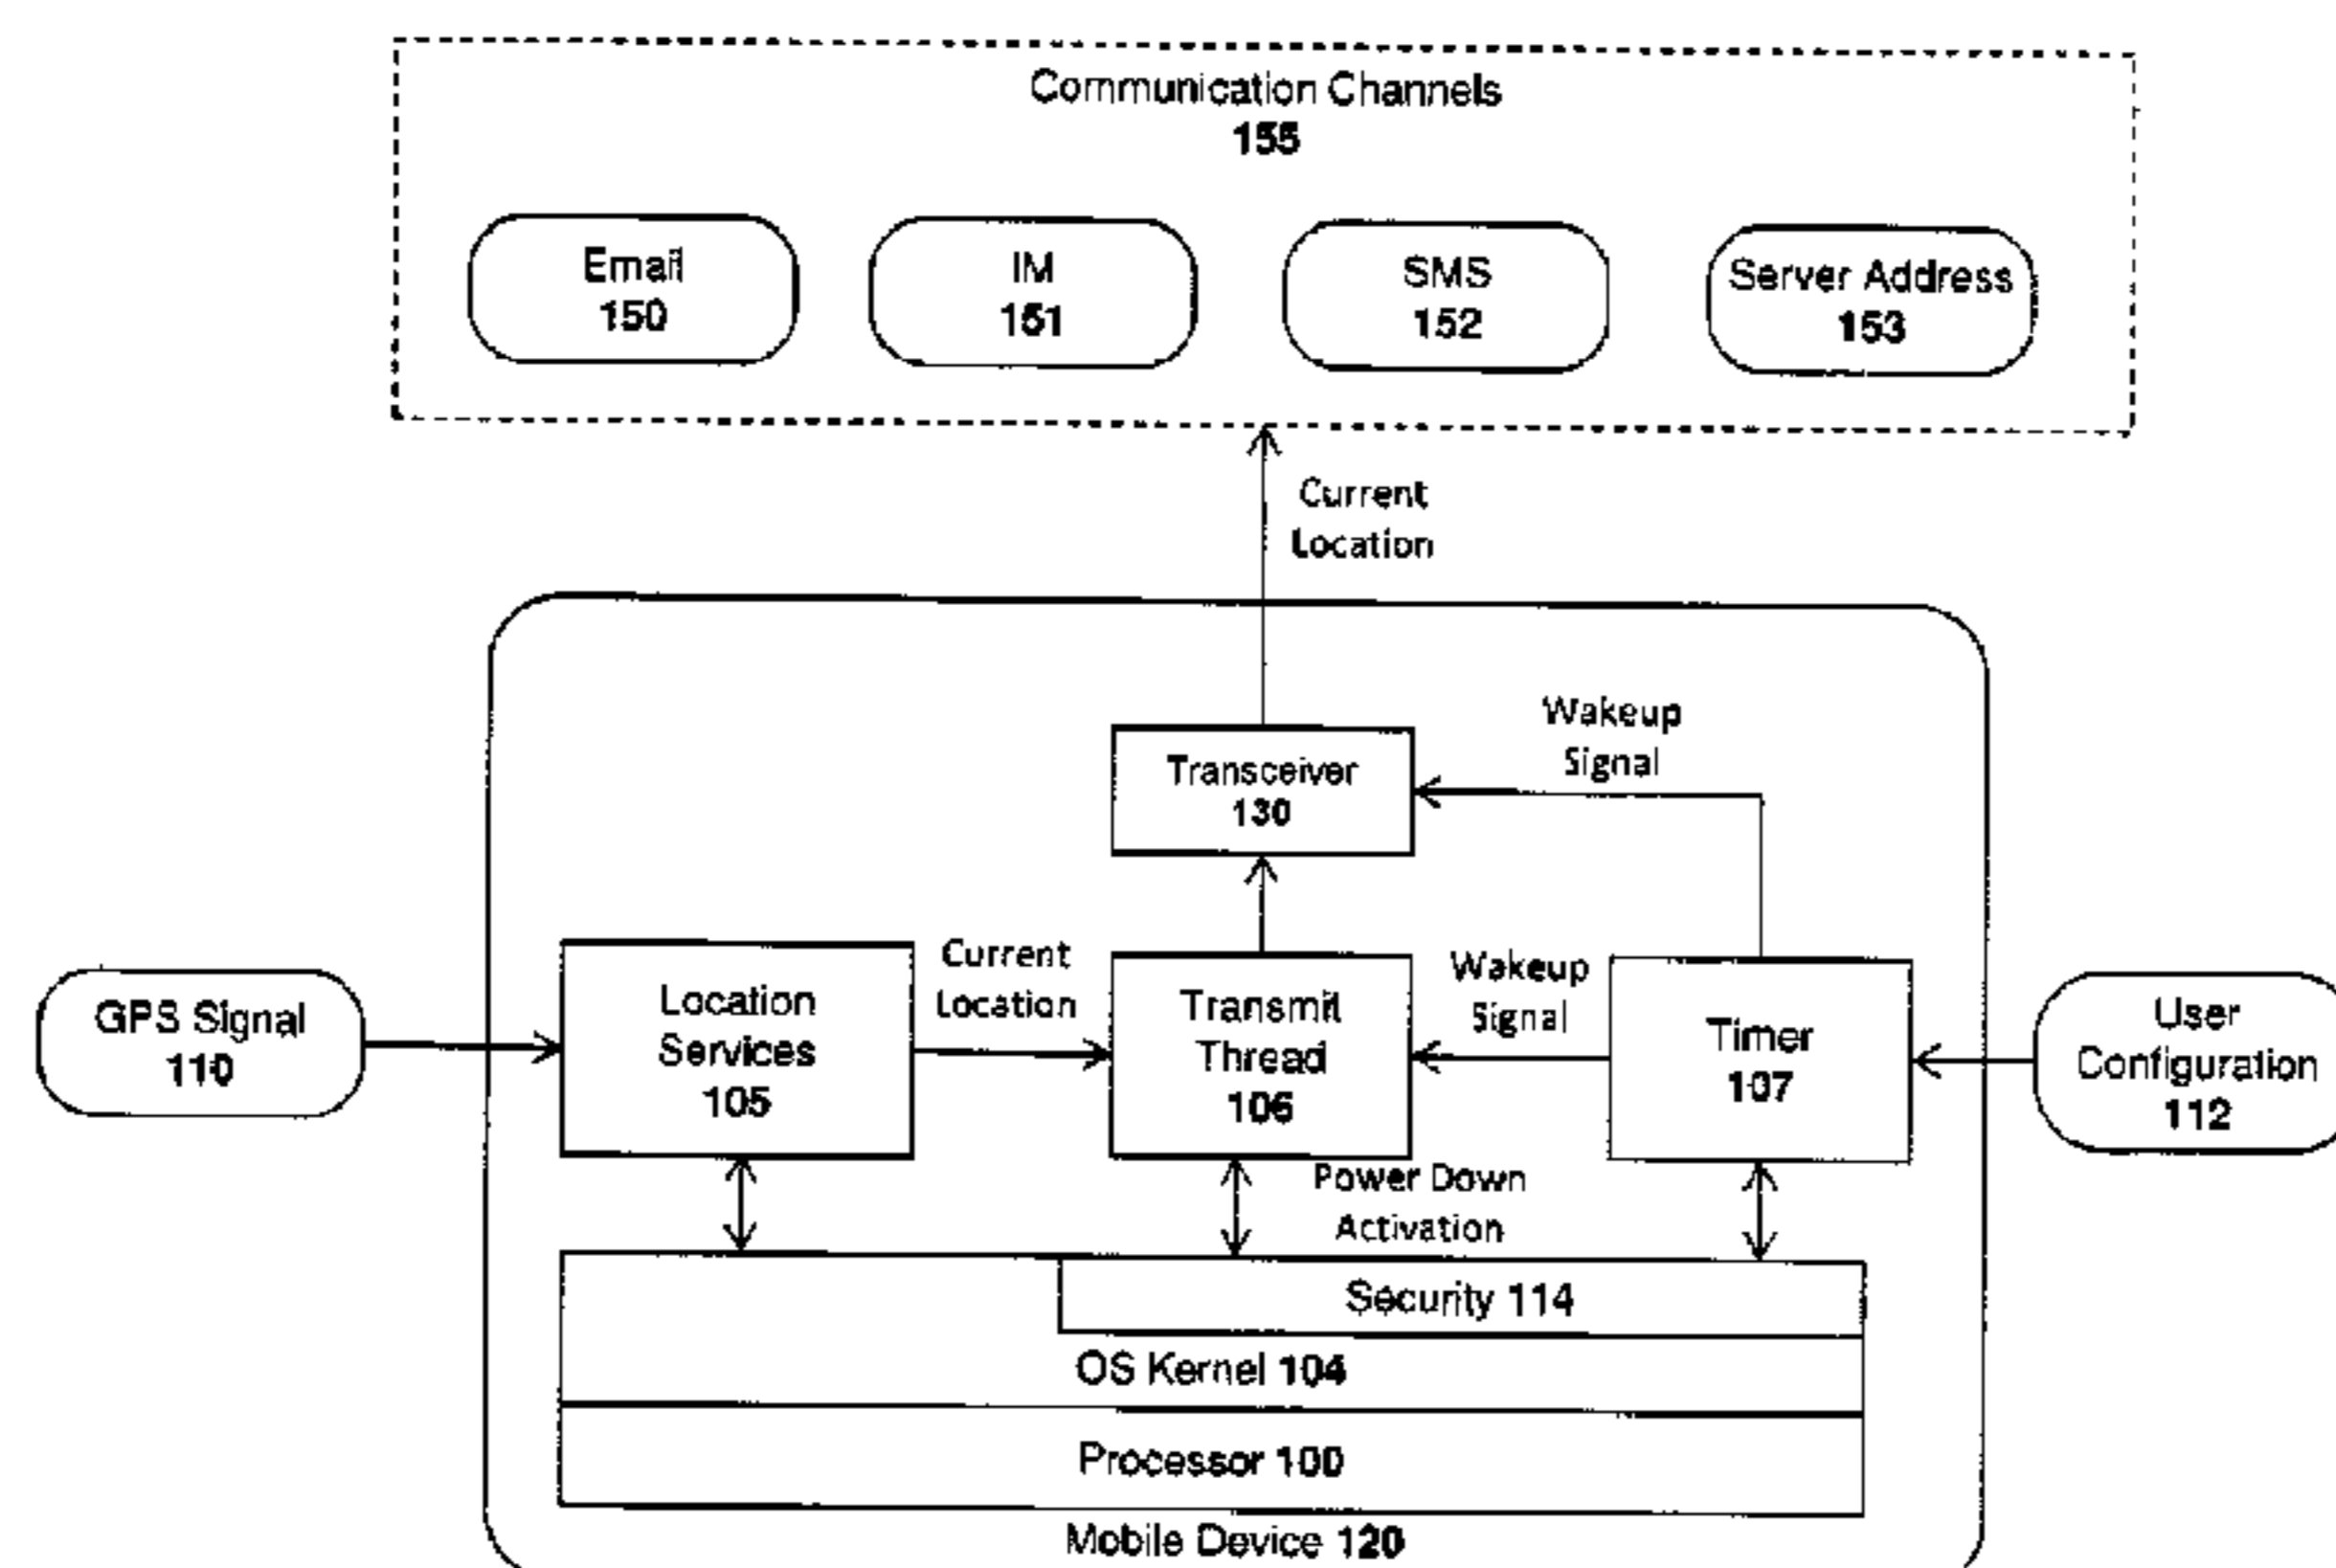 Communication Channels
155
Email
150
IM
151
SMS
152
Server Address
153
Current
Location
Wakeup
Signal
Transceiver
130
GPS Signal
110
Location
Services
105
Current
Location
Transmit
Thread
106
Wakeup
Signal
Timer
107
User
Configuration
112
Power Down
Activation
Security 114
OS Kernel 104
Processor 100
Mobile Device 120